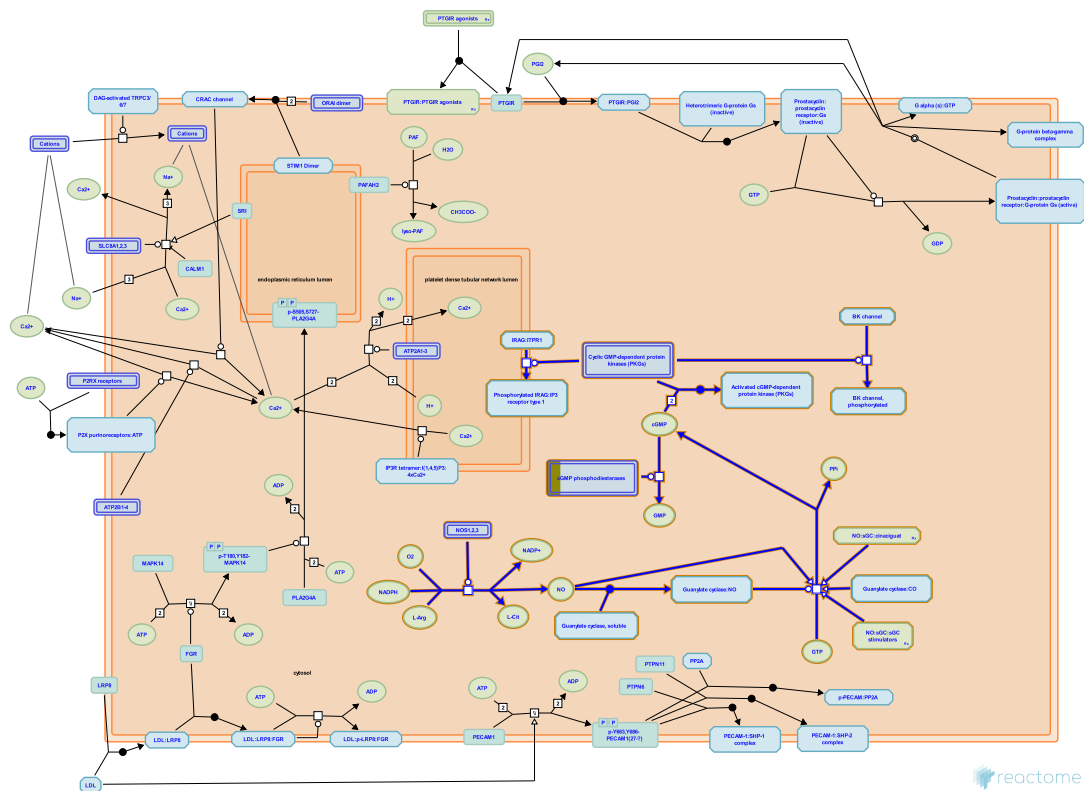 PTGIR agonists
Rx
PGI2
DAG-activated TRPC3/
6/7
CRAC channel
2
ORAI dimer
PTGIR:PTGIR agonists
Rx
PTGIR
PTGIR:PGI2
Heterotrimeric G-protein Gs
(inactive)
Prostacyclin:
prostacyclin
receptor:Gs
(inactive)
G alpha (s):GTP
G-protein beta-gamma
complex
Cations
Cations
PAF
H2O
STIM1 Dimer
Na+
Ca2+
PAFAH2
GTP
Prostacyclin:prostacyclin
receptor:G-protein Gs (active)
3
SRI
CH3COO-
lyso-PAF
GDP
SLC8A1,2,3
CALM1
3
endoplasmic reticulum lumen
platelet dense tubular network lumen
Na+
Ca2+
H+
Ca2+
P P
p-S505,S727-
PLA2G4A
2
2
Ca2+
BK channel
IRAG:ITPR1
ATP2A1-3
Cyclic GMP-dependent protein
kinases (PKGs)
P2RX receptors
ATP
2
2
Phosphorylated IRAG:IP3
receptor type 1
Activated cGMP-dependent
protein kinase (PKGs)
BK channel,
phosphorylated
2
Ca2+
H+
cGMP
P2X purinoreceptors:ATP
Ca2+
IP3R tetramer:I(1,4,5)P3:
4xCa2+
PPi
cGMP phosphodiesterases
ADP
ATP2B1-4
2
GMP
NOS1,2,3
NO:sGC:cinaciguat
Rx
P P
p-T180,Y182-
MAPK14
O2
NADP+
MAPK14
2
ATP
NADPH
NO
Guanylate cyclase:NO
Guanylate cyclase:CO
PLA2G4A
2
2
L-Arg
L-Cit
Guanylate cyclase, soluble
NO:sGC:sGC
stimulators
Rx
ATP
ADP
FGR
GTP
PTPN11
PP2A
cytosol
LRP8
ATP
ADP
ATP
ADP
PTPN6
p-PECAM:PP2A
2
2
LDL:LRP8
LDL:LRP8:FGR
LDL:p-LRP8:FGR
PECAM1
P P
p-Y663,Y686-
PECAM1(27-?)
PECAM-1:SHP-1
complex
PECAM-1:SHP-2
complex
LDL
reactome